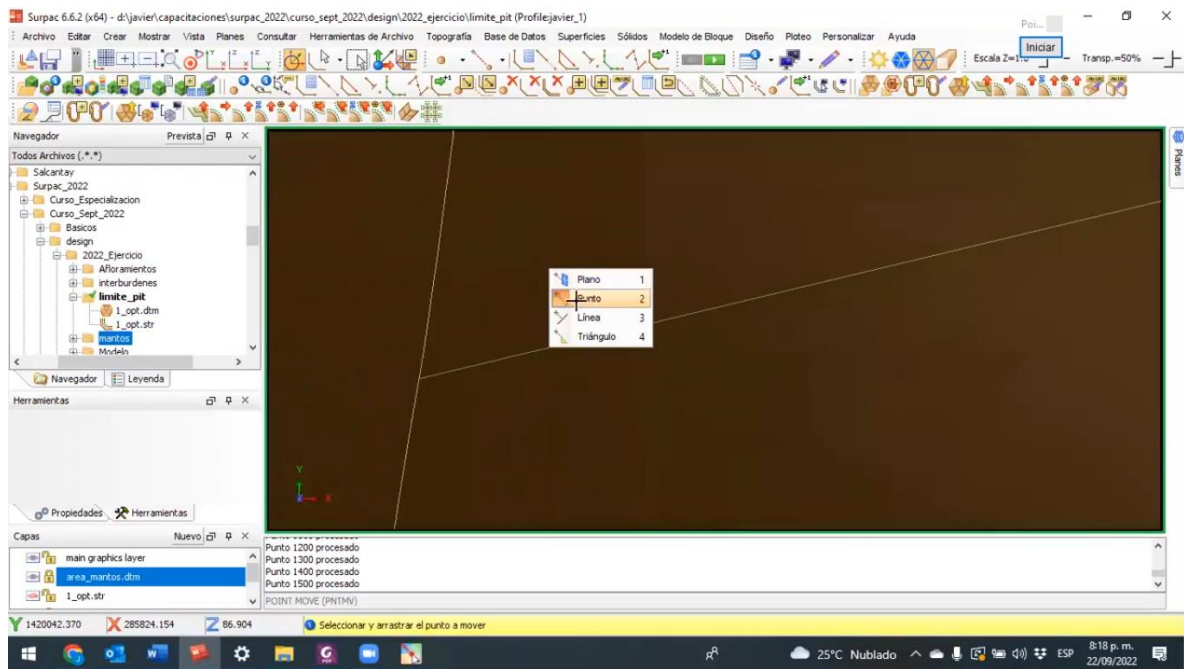 Surpac 6.6.2 (x64) - d:\javier\capacitaciones\surpac_2022\curso_sept_2022\design\2022_ejercicio\limite_pit (Profile:javier_1)
Poi...
Archivo Editar Crear Mostrar Vista Planes Consultar Herramientas de Archivo Topografía Base de Datos Superficies Sólidos Modelo de Bloque Diseño Ploteo Personalizar Ayuda
Iniciar
Escala Z=1.0 Transp.=50%
Navegador Prevista
Todos Archivos (.*.*)
Planes
Salcantay
Surpac_2022
Curso_Especializacion
Curso_Sept_2022
Basicos
design
2022_Ejercicio
Afloramientos
interburdenes
limite_pit
1_opt.dtm
1_opt.str
mantos
Modelo
Plano 1
Punto 2
Línea 3
Triángulo 4
Navegador Leyenda
Herramientas
Y
X
Propiedades Herramientas
Capas Nuevo
main graphics layer
area_mantos.dtm
1_opt.str
Punto 1200 procesado
Punto 1300 procesado
Punto 1400 procesado
Punto 1500 procesado
POINT MOVE (PNTMV)
Y 1420042.370 X 285824.154 Z 86.904 Seleccionar y arrastrar el punto a mover
25°C Nublado ESP 8:18 p. m.
22/09/2022